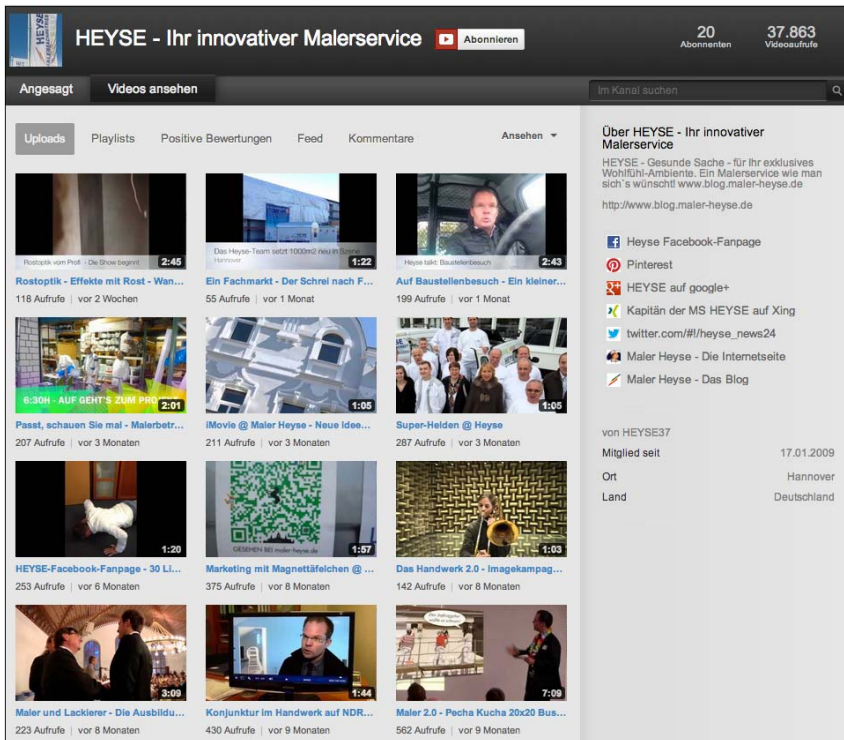 HEYSE - Ihr innovativer Malerservice
Abonnieren
20
Abonnenten
37.863
Videoaufrufe
Angesagt
Videos ansehen
Im Kanal suchen
Uploads
Playlists
Positive Bewertungen
Feed
Kommentare
Ansehen
Rostoptik vom Profi - Die Show beginnt
2:45
Rostoptik - Effekte mit Rost - Wan...
118 Aufrufe | vor 2 Wochen
Das Heyse-Team setzt 1000m2 neu in Szene
Hannover
1:22
Ein Fachmarkt - Der Schrei nach F...
55 Aufrufe | vor 1 Monat
Heyse talkt: Baustellenbesuch
2:43
Auf Baustellenbesuch - Ein kleiner...
199 Aufrufe | vor 1 Monat
6:30H - AUF GEHT'S ZUM PROJEKT
2:01
Passt, schauen Sie mal - Malerbetr...
207 Aufrufe | vor 3 Monaten
1:05
iMovie @ Maler Heyse - Neue Idee...
211 Aufrufe | vor 3 Monaten
1:05
Super-Helden @ Heyse
287 Aufrufe | vor 3 Monaten
1:20
HEYSE-Facebook-Fanpage - 30 Li...
253 Aufrufe | vor 6 Monaten
GESEHEN BEI maler-heyse.de
1:57
Marketing mit Magnettäfelchen @ ...
375 Aufrufe | vor 8 Monaten
1:03
Das Handwerk 2.0 - Imagekampag...
142 Aufrufe | vor 8 Monaten
3:09
Maler und Lackierer - Die Ausbildu...
223 Aufrufe | vor 8 Monaten
1:44
Konjunktur im Handwerk auf NDR...
430 Aufrufe | vor 9 Monaten
7:09
Maler 2.0 - Pecha Kucha 20x20 Bus...
562 Aufrufe | vor 9 Monaten
Über HEYSE - Ihr innovativer
Malerservice
HEYSE - Gesunde Sache - für Ihr exklusives
Wohlfühl-Ambiente. Ein Malerservice wie man
sich`s wünscht! www.blog.maler-heyse.de
http://www.blog.maler-heyse.de
Heyse Facebook-Fanpage
Pinterest
HEYSE auf google+
Kapitän der MS HEYSE auf Xing
twitter.com/#!/heyse_news24
Maler Heyse - Die Internetseite
Maler Heyse - Das Blog
von HEYSE37
Mitglied seit
17.01.2009
Ort
Hannover
Land
Deutschland